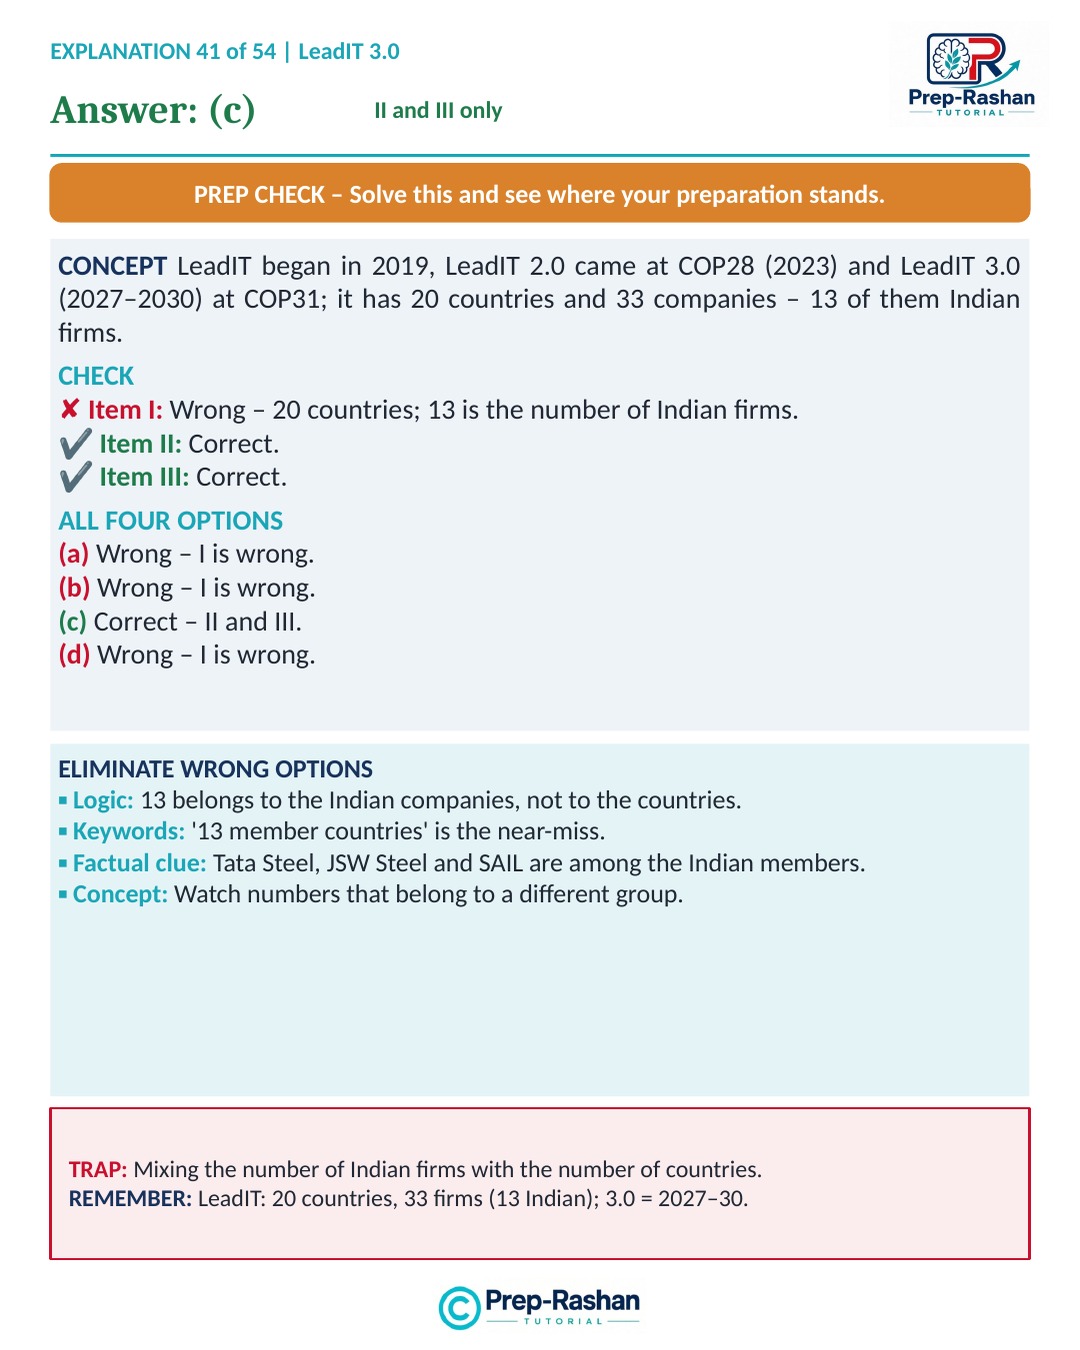 EXPLANATION 41 of 54 | LeadIT 3.0
Prep-Rashan
TUTORIAL
Answer: (c)
II and III only
PREP CHECK – Solve this and see where your preparation stands.
CONCEPT LeadIT began in 2019, LeadIT 2.0 came at COP28 (2023) and LeadIT 3.0
(2027–2030) at COP31; it has 20 countries and 33 companies – 13 of them Indian
firms.
CHECK
✘ Item I: Wrong – 20 countries; 13 is the number of Indian firms.
✔ Item II: Correct.
✔ Item III: Correct.
ALL FOUR OPTIONS
(a) Wrong – I is wrong.
(b) Wrong – I is wrong.
(c) Correct – II and III.
(d) Wrong – I is wrong.
ELIMINATE WRONG OPTIONS
▪ Logic: 13 belongs to the Indian companies, not to the countries.
▪ Keywords: '13 member countries' is the near-miss.
▪ Factual clue: Tata Steel, JSW Steel and SAIL are among the Indian members.
▪ Concept: Watch numbers that belong to a different group.
TRAP: Mixing the number of Indian firms with the number of countries.
REMEMBER: LeadIT: 20 countries, 33 firms (13 Indian); 3.0 = 2027–30.
© Prep-Rashan
TUTORIAL